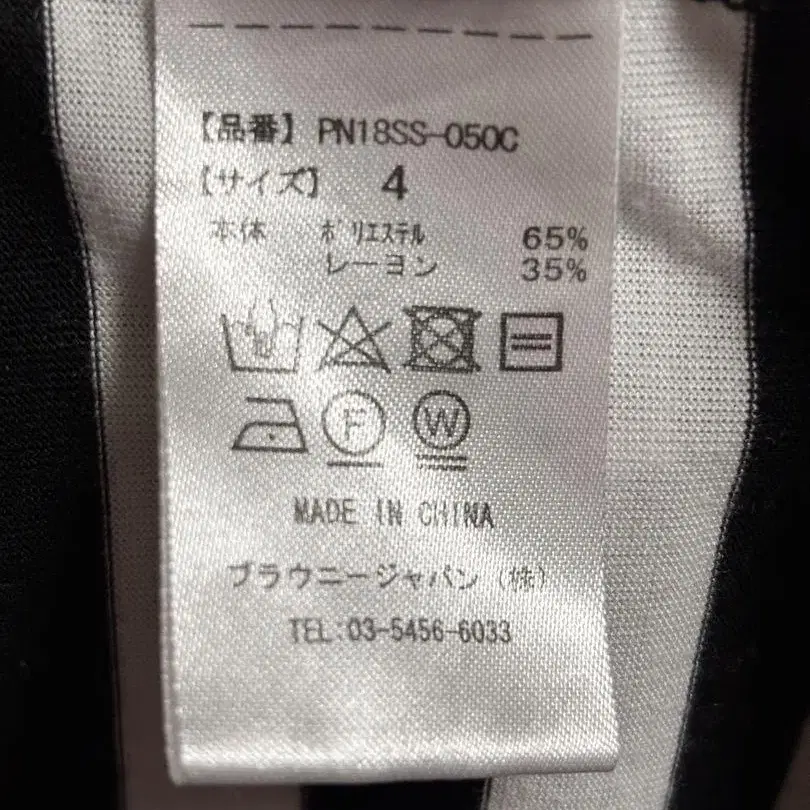 【品番】 PN18SS-050C
【サイズ】 4
本体 ﾎﾟﾘｴｽﾃﾙ 65%
レーヨン 35%
F W
MADE IN CHINA
ブラウニージャパン（株）
TEL:03-5456-6033